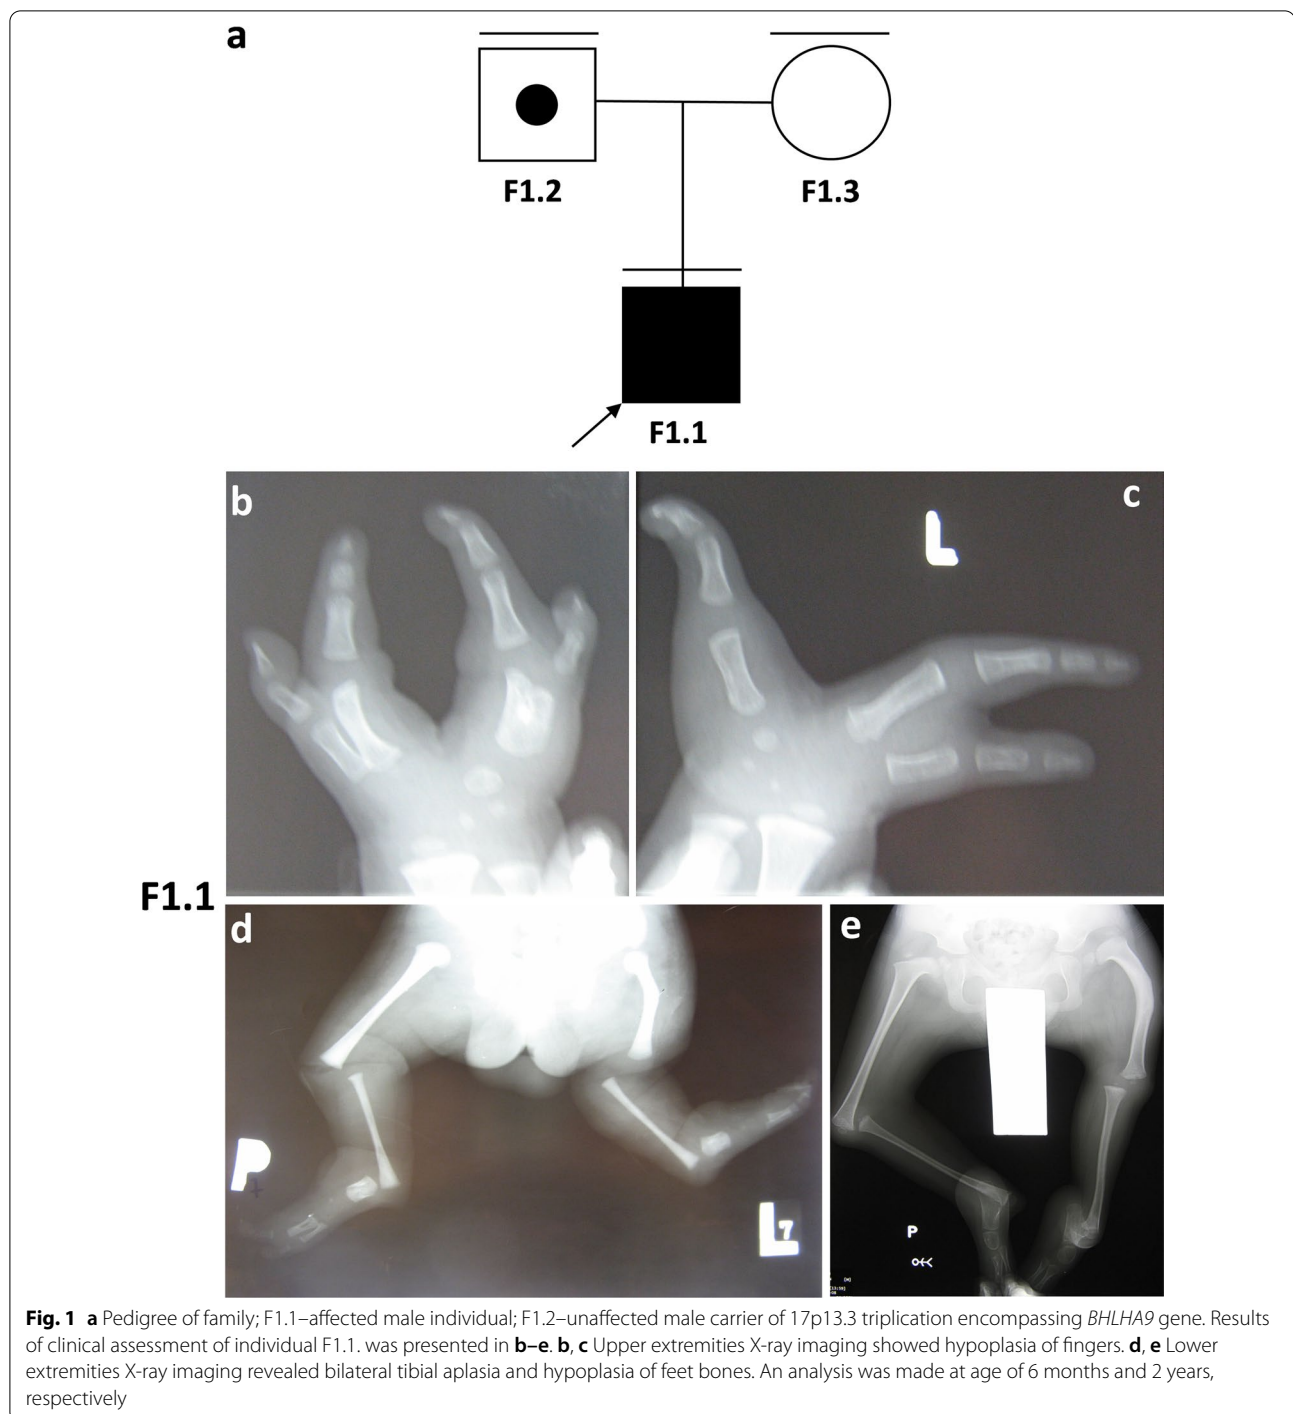 a
F1.2
F1.3
F1.1
b
c
L
F1.1
d
e
P
7
L7
P
Fig. 1 a Pedigree of family; F1.1–affected male individual; F1.2–unaffected male carrier of 17p13.3 triplication encompassing BHLHA9 gene. Results
of clinical assessment of individual F1.1. was presented in b–e. b, c Upper extremities X-ray imaging showed hypoplasia of fingers. d, e Lower
extremities X-ray imaging revealed bilateral tibial aplasia and hypoplasia of feet bones. An analysis was made at age of 6 months and 2 years,
respectively